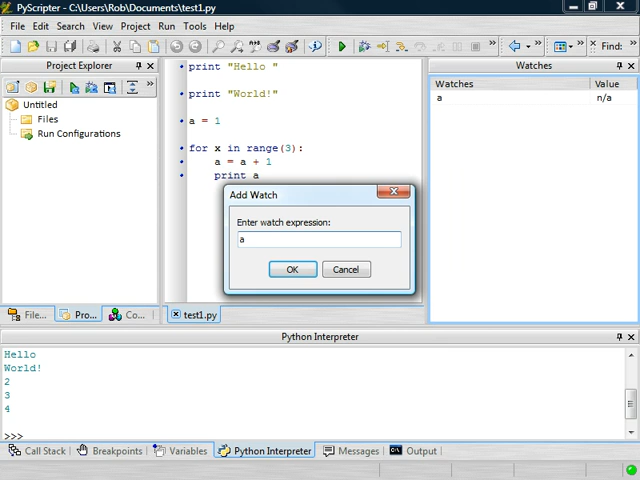 PyScripter - C:\Users\Rob\Documents\test1.py
File Edit Search View Project Run Tools Help
Find:
Project Explorer
Untitled
Files
Run Configurations
File... Pro... Co...
print "Hello "
print "World!"
a = 1
for x in range(3):
a = a + 1
print a
test1.py
Add Watch
Enter watch expression:
a
OK Cancel
Watches
Watches Value
a n/a
Python Interpreter
Hello
World!
2
3
4
>>>
Call Stack Breakpoints Variables Python Interpreter Messages Output